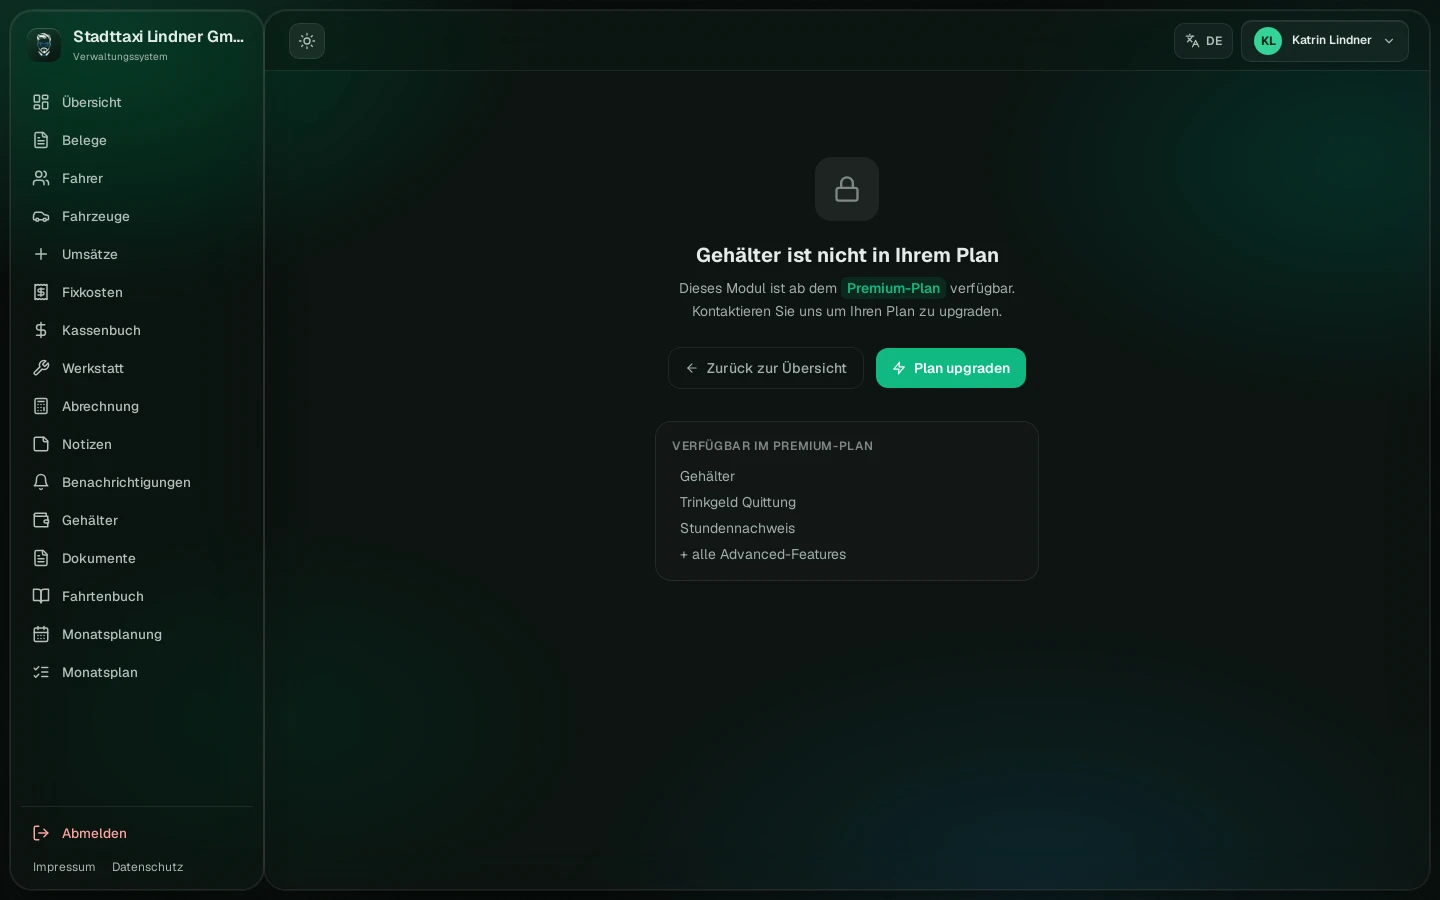 Stadttaxi Lindner Gm...
Verwaltungssystem
Übersicht
Belege
Fahrer
Fahrzeuge
Umsätze
Fixkosten
Kassenbuch
Werkstatt
Abrechnung
Notizen
Benachrichtigungen
Gehälter
Dokumente
Fahrtenbuch
Monatsplanung
Monatsplan
Abmelden
Impressum Datenschutz
DE
KL Katrin Lindner
Gehälter ist nicht in Ihrem Plan
Dieses Modul ist ab dem Premium-Plan verfügbar.
Kontaktieren Sie uns um Ihren Plan zu upgraden.
Zurück zur Übersicht
Plan upgraden
VERFÜGBAR IM PREMIUM-PLAN
Gehälter
Trinkgeld Quittung
Stundennachweis
+ alle Advanced-Features